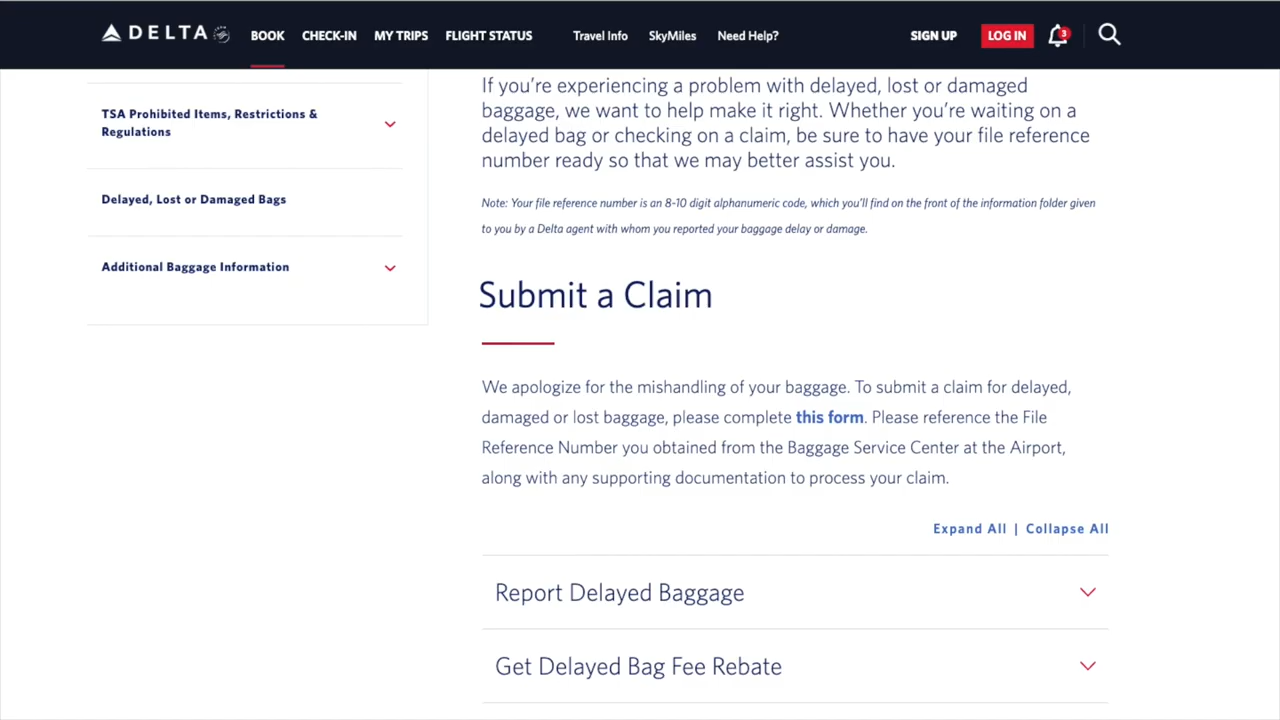 DELTA BOOK CHECK-IN MY TRIPS FLIGHT STATUS Travel Info SkyMiles Need Help? SIGN UP LOG IN 3
TSA Prohibited Items, Restrictions &
Regulations
Delayed, Lost or Damaged Bags
Additional Baggage Information
If you’re experiencing a problem with delayed, lost or damaged
baggage, we want to help make it right. Whether you’re waiting on a
delayed bag or checking on a claim, be sure to have your file reference
number ready so that we may better assist you.
Note: Your file reference number is an 8-10 digit alphanumeric code, which you’ll find on the front of the information folder given
to you by a Delta agent with whom you reported your baggage delay or damage.
Submit a Claim
We apologize for the mishandling of your baggage. To submit a claim for delayed,
damaged or lost baggage, please complete this form. Please reference the File
Reference Number you obtained from the Baggage Service Center at the Airport,
along with any supporting documentation to process your claim.
Expand All | Collapse All
Report Delayed Baggage
Get Delayed Bag Fee Rebate